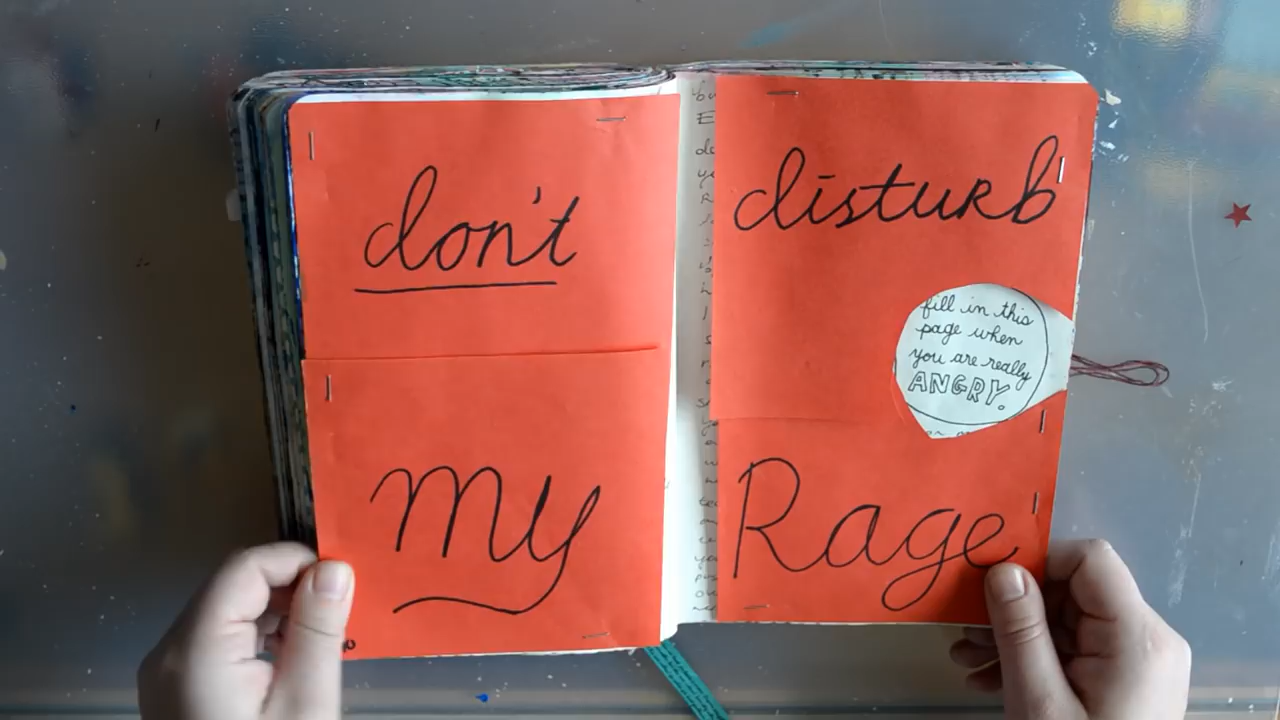 don't
disturb
fill in this
page when
you are really
ANGRY.
my
Rage